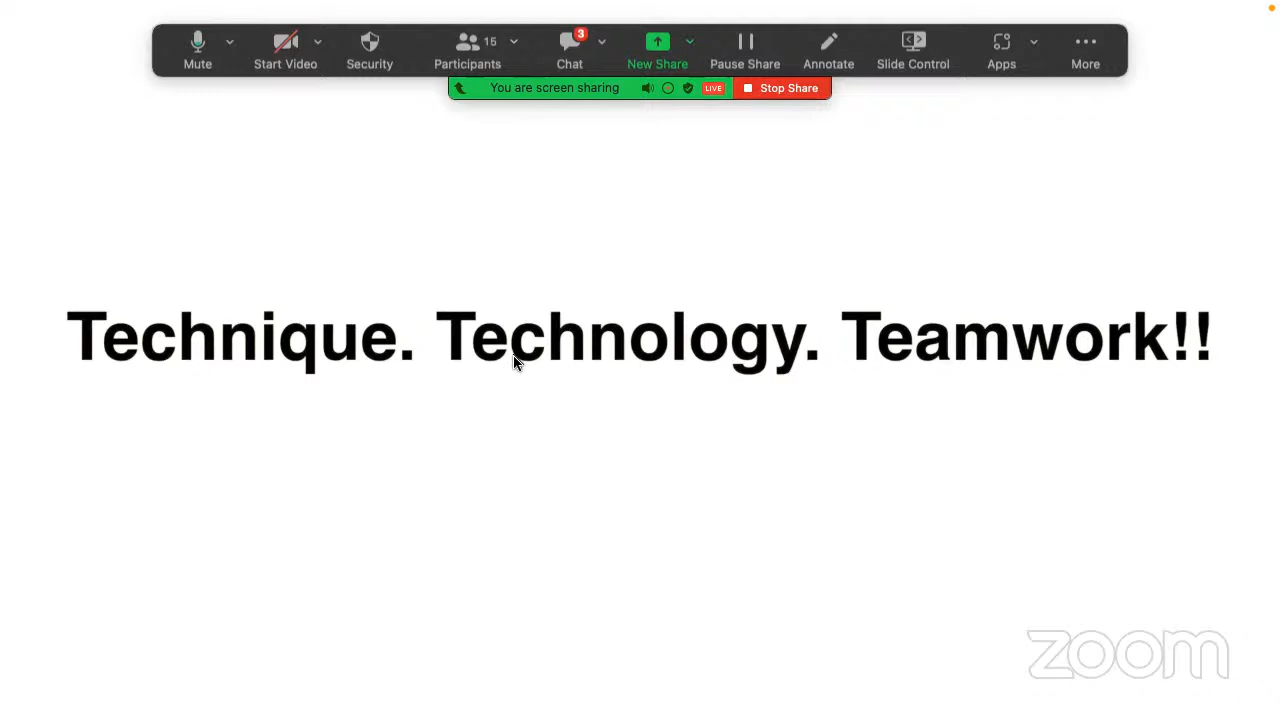 Mute
Start Video
Security
Participants
15
Chat
3
New Share
Pause Share
Annotate
Slide Control
Apps
More
You are screen sharing
LIVE
Stop Share
Technique. Technology. Teamwork!!
zoom